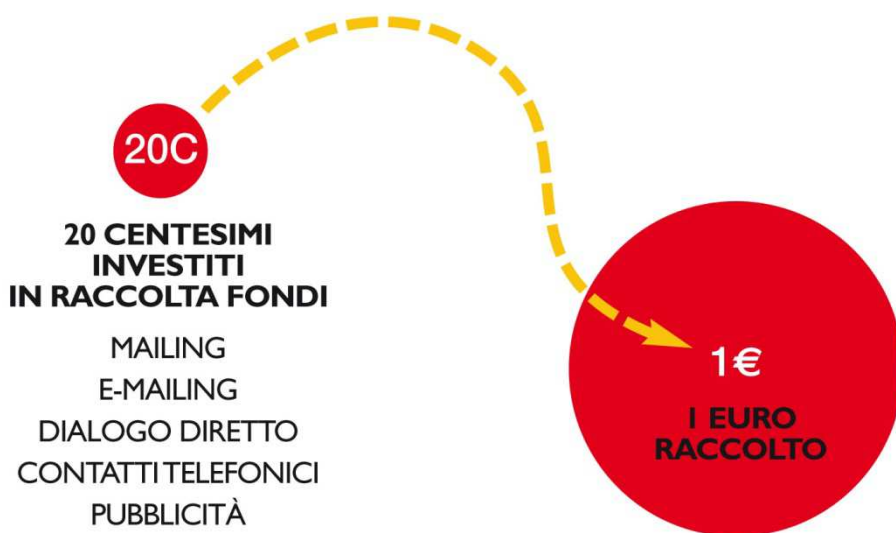 20C
20 CENTESIMI
INVESTITI
IN RACCOLTA FONDI
MAILING
E-MAILING
DIALOGO DIRETTO
CONTATTI TELEFONICI
PUBBLICITÀ
1€
1 EURO
RACCOLTO